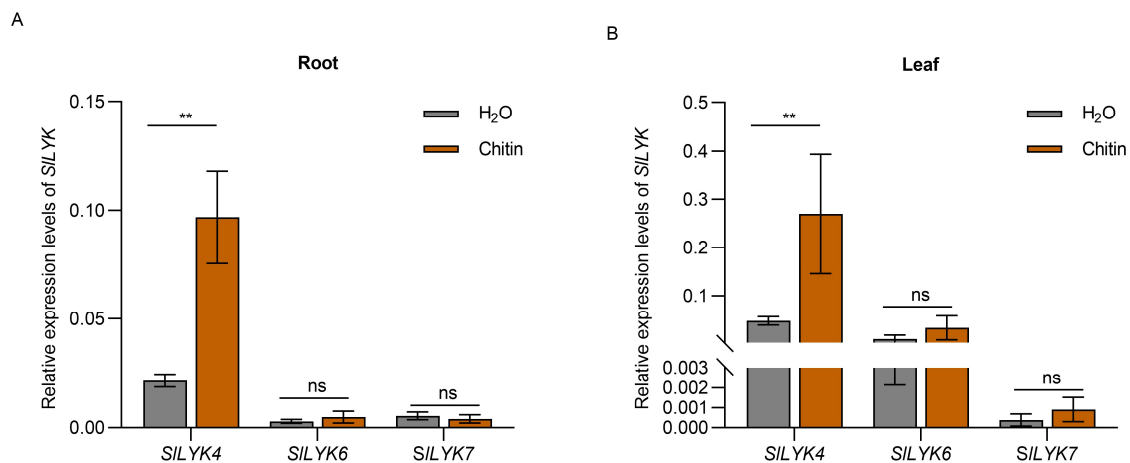 A
Root
Relative expression levels of SlLYK
0.15
0.10
0.05
0.00
H₂O
Chitin
**
ns
ns
SlLYK4
SlLYK6
SlLYK7
B
Leaf
Relative expression levels of SlLYK
0.5
0.4
0.3
0.2
0.1
0.003
0.002
0.001
0.000
H₂O
Chitin
**
ns
ns
SlLYK4
SlLYK6
SlLYK7